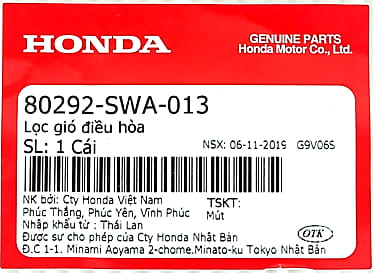 HONDA
GENUINE PARTS
Honda Motor Co., Ltd.
80292-SWA-013
Lọc gió điều hòa
SL: 1 Cái
NSX: 06-11-2019 G9V06S
NK bởi: Cty Honda Việt Nam
Phúc Thắng, Phúc Yên, Vĩnh Phúc
TSKT:
Mút
Nhập khẩu từ : Thái Lan
OTK
Được sự cho phép của Cty Honda Nhật Bản
Đ.C 1-1. Minami Aoyama 2-chome.Minato-ku Tokyo Nhật Bản